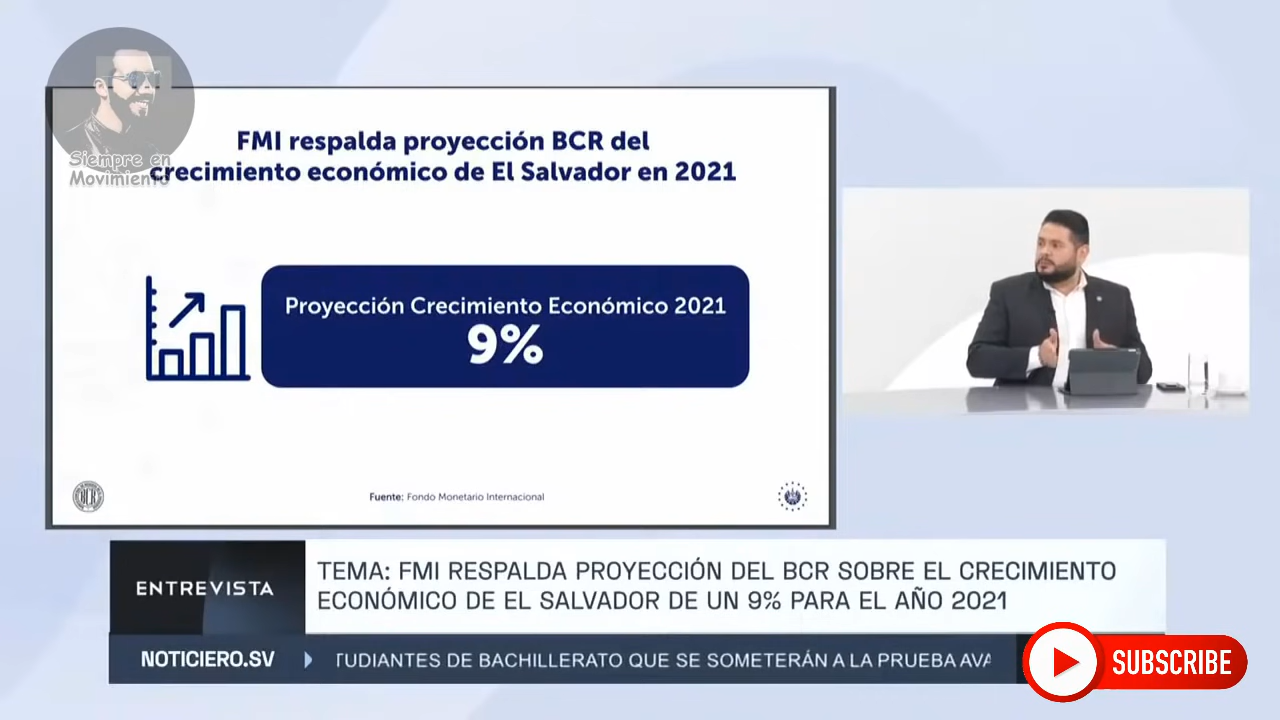 Siempre en
Movimiento
FMI respalda proyección BCR del
crecimiento económico de El Salvador en 2021
Proyección Crecimiento Económico 2021
9%
BCR
Fuente: Fondo Monetario Internacional
ENTREVISTA
TEMA: FMI RESPALDA PROYECCIÓN DEL BCR SOBRE EL CRECIMIENTO
ECONÓMICO DE EL SALVADOR DE UN 9% PARA EL AÑO 2021
NOTICIERO.SV
TUDIANTES DE BACHILLERATO QUE SE SOMETERÁN A LA PRUEBA AVA
SUBSCRIBE